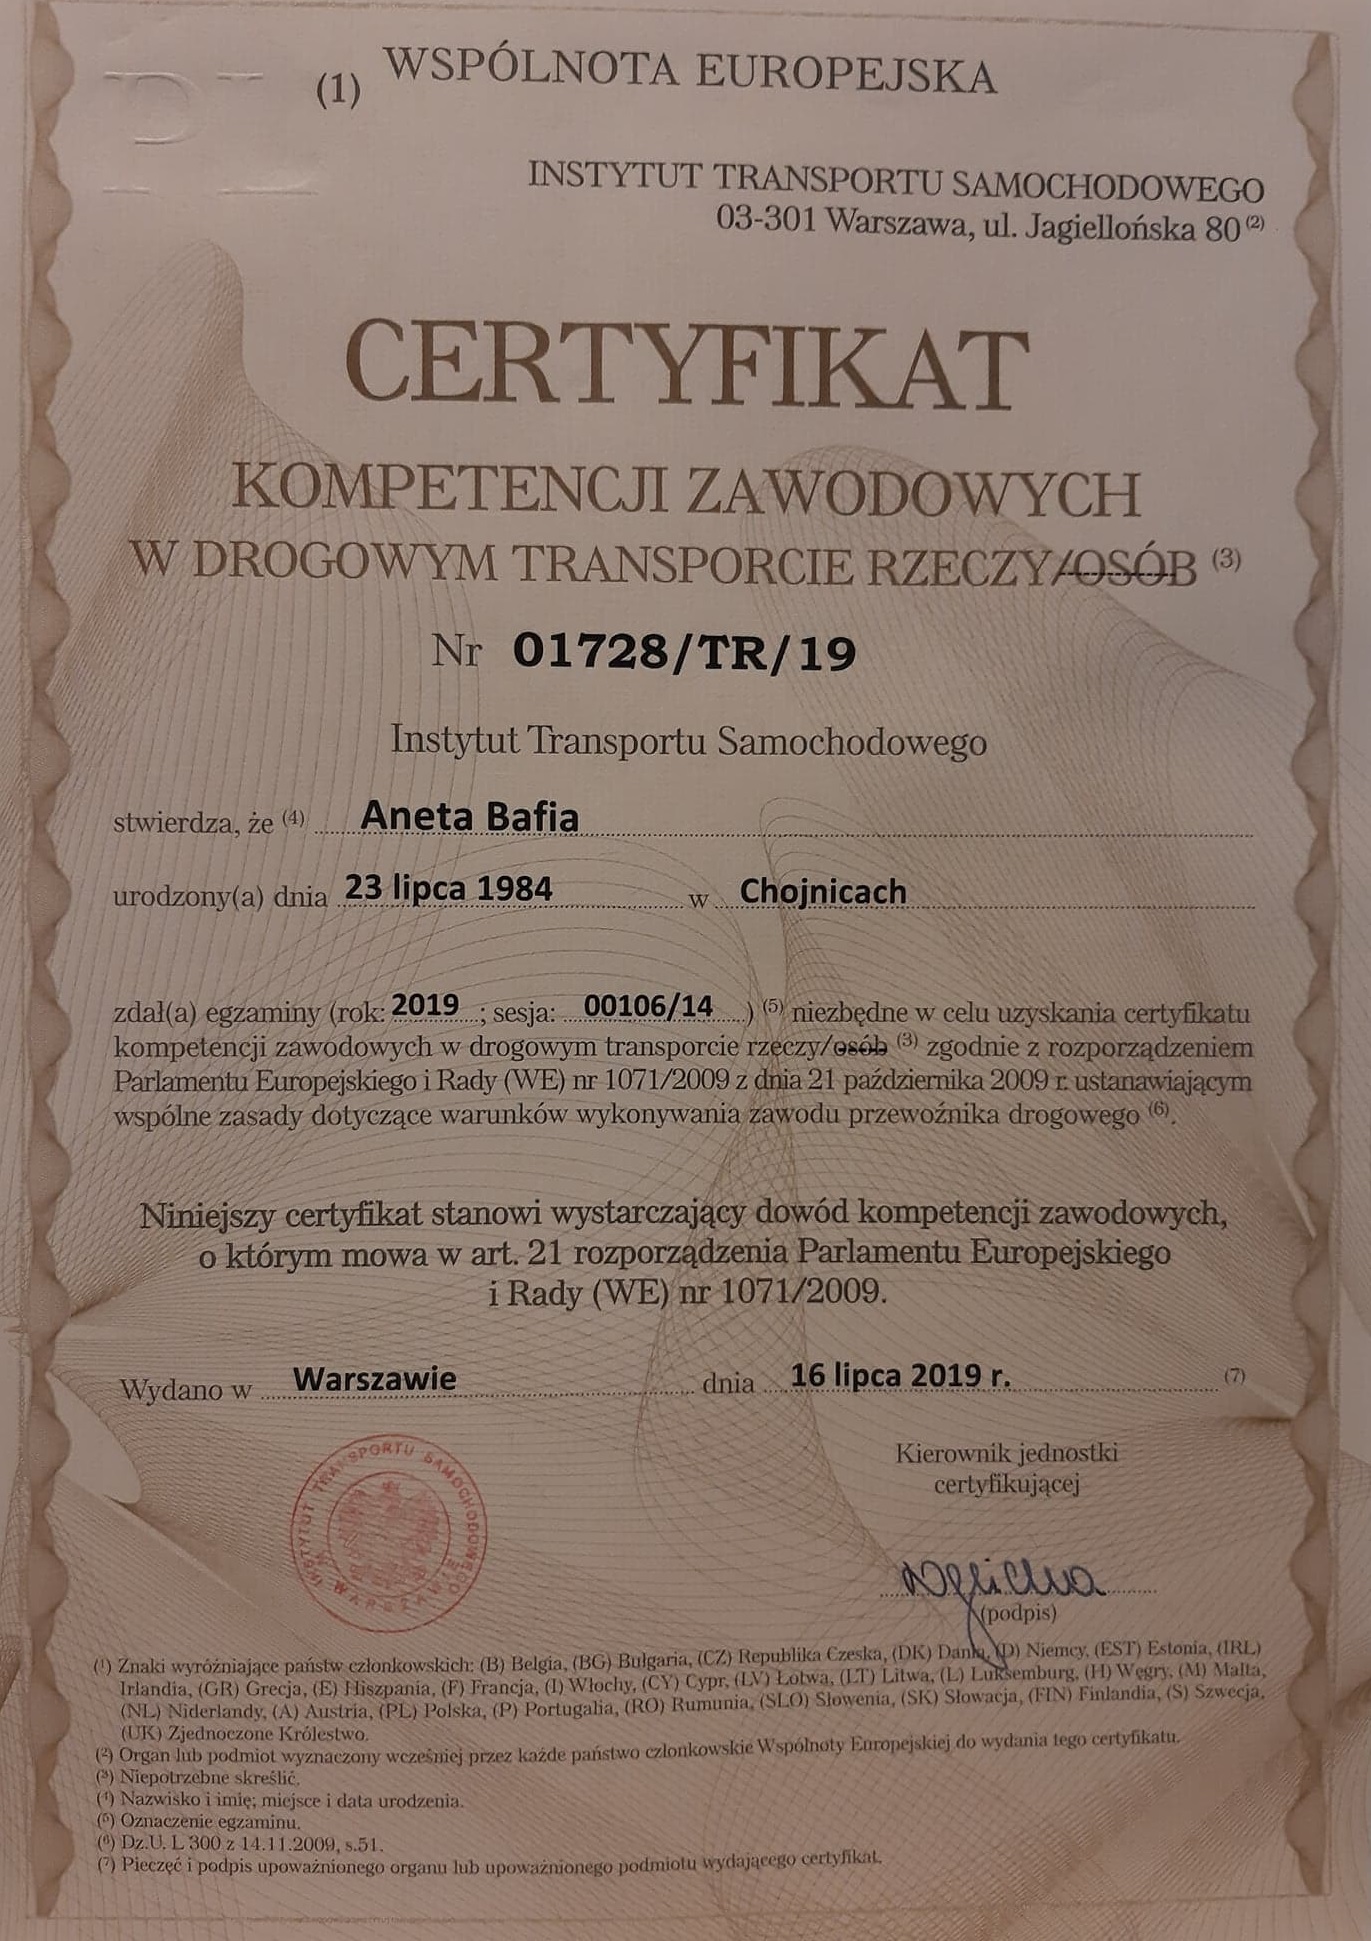 PL
(1) WSPÓLNOTA EUROPEJSKA
INSTYTUT TRANSPORTU SAMOCHODOWEGO
03-301 Warszawa, ul. Jagiellońska 80 (2)
CERTYFIKAT
KOMPETENCJI ZAWODOWYCH
W DROGOWYM TRANSPORCIE RZECZY/OSÓB (3)
Nr 01728/TR/19
Instytut Transportu Samochodowego
stwierdza, że (4) Aneta Bafia
urodzony(a) dnia 23 lipca 1984 w Chojnicach
zdał(a) egzaminy (rok: 2019 ; sesja: 00106/14 ) (5) niezbędne w celu uzyskania certyfikatu
kompetencji zawodowych w drogowym transporcie rzeczy/osób (3) zgodnie z rozporządzeniem
Parlamentu Europejskiego i Rady (WE) nr 1071/2009 z dnia 21 października 2009 r. ustanawiającym
wspólne zasady dotyczące warunków wykonywania zawodu przewoźnika drogowego (6).
Niniejszy certyfikat stanowi wystarczający dowód kompetencji zawodowych,
o którym mowa w art. 21 rozporządzenia Parlamentu Europejskiego
i Rady (WE) nr 1071/2009.
Wydano w Warszawie dnia 16 lipca 2019 r. (7)
INSTYTUT TRANSPORTU SAMOCHODOWEGO
Kierownik jednostki
certyfikującej
(podpis)
(1) Znaki wyróżniające państw członkowskich: (B) Belgia, (BG) Bułgaria, (CZ) Republika Czeska, (DK) Dania, (D) Niemcy, (EST) Estonia, (IRL)
Irlandia, (GR) Grecja, (E) Hiszpania, (F) Francja, (I) Włochy, (CY) Cypr, (LV) Łotwa, (LT) Litwa, (L) Luksemburg, (H) Węgry, (M) Malta,
(NL) Niderlandy, (A) Austria, (PL) Polska, (P) Portugalia, (RO) Rumunia, (SLO) Słowenia, (SK) Słowacja, (FIN) Finlandia, (S) Szwecja,
(UK) Zjednoczone Królestwo.
(2) Organ lub podmiot wyznaczony wcześniej przez każde państwo członkowskie Wspólnoty Europejskiej do wydania tego certyfikatu.
(3) Niepotrzebne skreślić.
(4) Nazwisko i imię; miejsce i data urodzenia.
(5) Oznaczenie egzaminu.
(6) Dz.U. L 300 z 14.11.2009, s.51.
(7) Pieczęć i podpis upoważnionego organu lub upoważnionego podmiotu wydającego certyfikat.